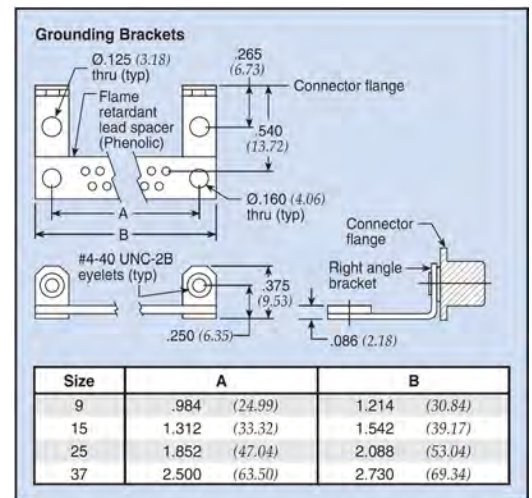 Grounding Brackets
Ø.125 (3.18)
thru (typ)
.265
(6.73)
Connector flange
Flame
retardant
lead spacer
(Phenolic)
.540
(13.72)
Ø.160 (4.06)
thru (typ)
A
B
#4-40 UNC-2B
eyelets (typ)
.375
(9.53)
.250 (6.35)
Connector
flange
Right angle
bracket
.086 (2.18)
Size A B
9 .984 (24.99) 1.214 (30.84)
15 1.312 (33.32) 1.542 (39.17)
25 1.852 (47.04) 2.088 (53.04)
37 2.500 (63.50) 2.730 (69.34)